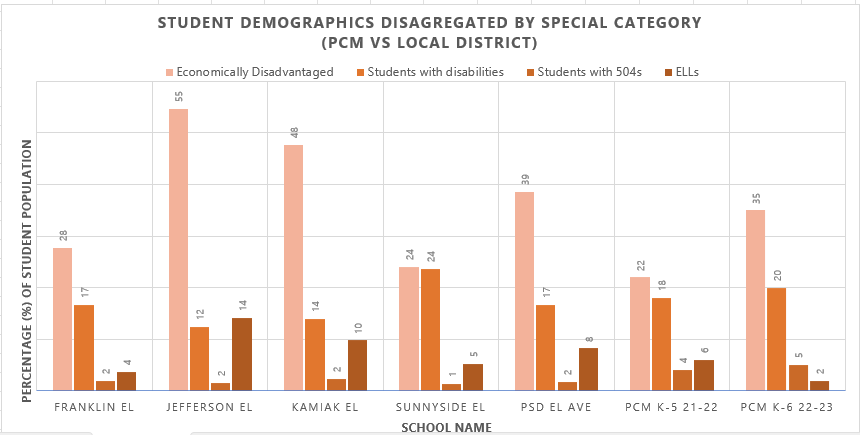 STUDENT DEMOGRAPHICS DISAGREGATED BY SPECIAL CATEGORY
(PCM VS LOCAL DISTRICT)
Economically Disadvantaged Students with disabilities Students with 504s ELLs
PERCENTAGE (%) OF STUDENT POPULATION
28 17 2 4
55 12 2 14
48 14 2 10
24 24 1 5
39 17 2 8
22 18 4 6
35 20 5 2
FRANKLIN EL JEFFERSON EL KAMIAK EL SUNNYSIDE EL PSD EL AVE PCM K-5 21-22 PCM K-6 22-23
SCHOOL NAME